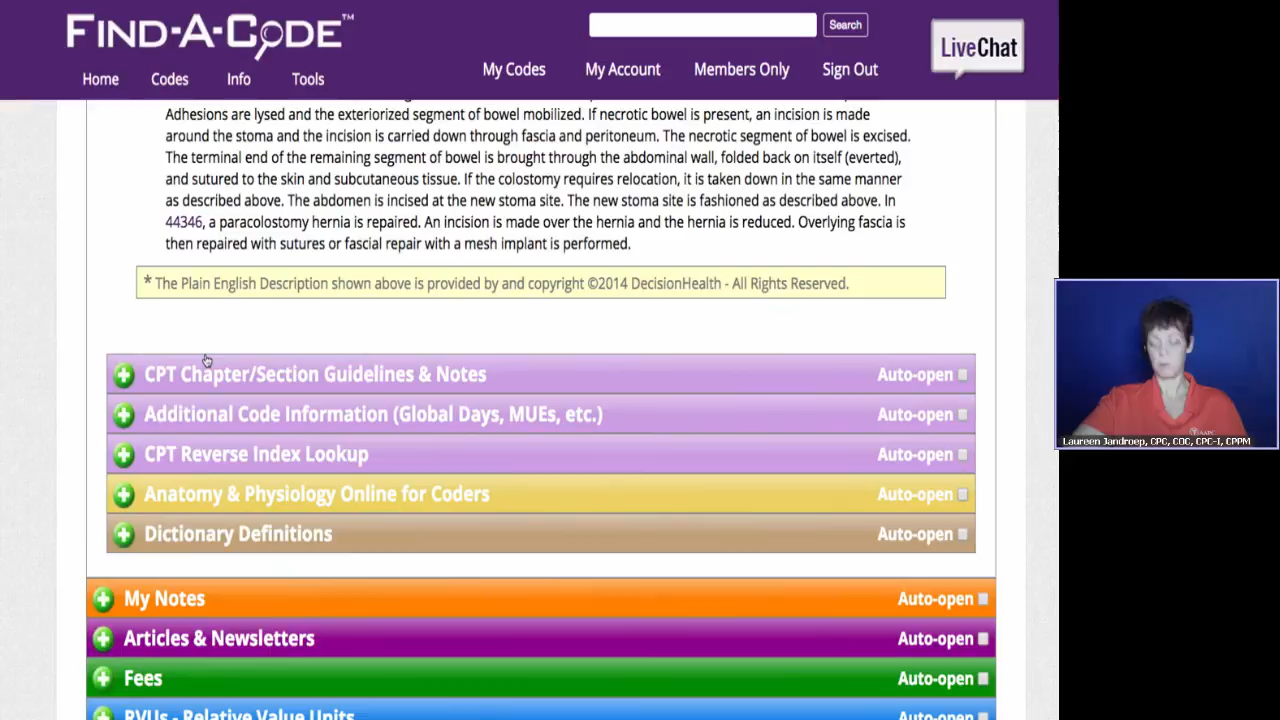 FIND-A-CODE™
Search
LiveChat
My Codes
My Account
Members Only
Sign Out
Home
Codes
Info
Tools
Adhesions are lysed and the exteriorized segment of bowel mobilized. If necrotic bowel is present, an incision is made
around the stoma and the incision is carried down through fascia and peritoneum. The necrotic segment of bowel is excised.
The terminal end of the remaining segment of bowel is brought through the abdominal wall, folded back on itself (everted),
and sutured to the skin and subcutaneous tissue. If the colostomy requires relocation, it is taken down in the same manner
as described above. The abdomen is incised at the new stoma site. The new stoma site is fashioned as described above. In
44346, a paracolostomy hernia is repaired. An incision is made over the hernia and the hernia is reduced. Overlying fascia is
then repaired with sutures or fascial repair with a mesh implant is performed.
* The Plain English Description shown above is provided by and copyright ©2014 DecisionHealth - All Rights Reserved.
CPT Chapter/Section Guidelines & Notes Auto-open
Additional Code Information (Global Days, MUEs, etc.) Auto-open
CPT Reverse Index Lookup Auto-open
Anatomy & Physiology Online for Coders Auto-open
Dictionary Definitions Auto-open
My Notes Auto-open
Articles & Newsletters Auto-open
Fees Auto-open
RVUs - Relative Value Units Auto-open
Laureen Jandroep, CPC, COC, CPC-I, CPPM